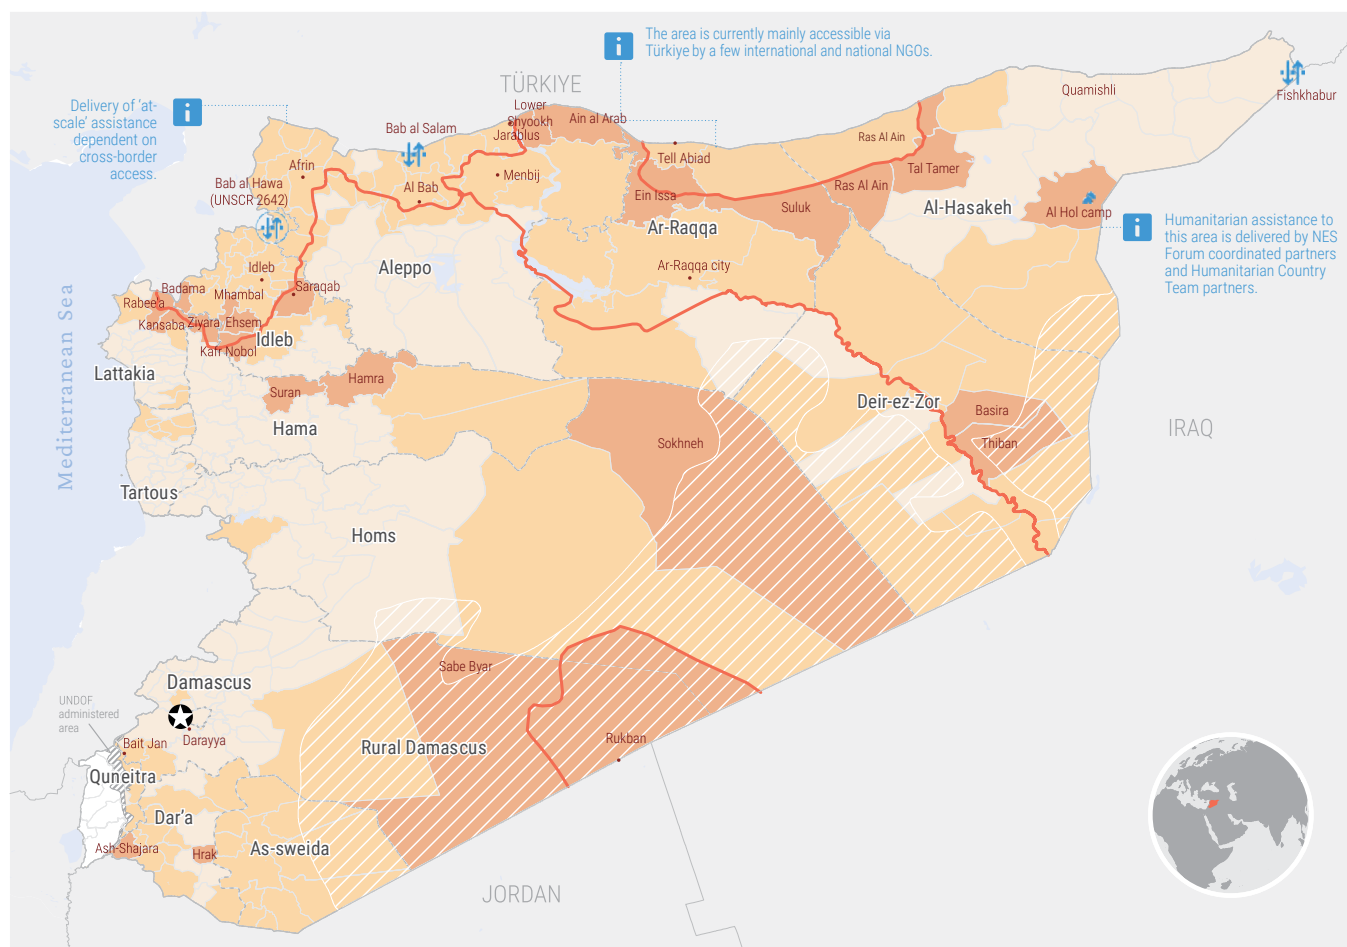 The area is currently mainly accessible via
Türkiye by a few international and national NGOs.
TÜRKIYE
Delivery of 'at-
scale' assistance
dependent on
cross-border
access.
Lower
Shyookh
Jarablus
Ain al Arab
Bab al Salam
Quamishli
Fishkhabur
Ras Al Ain
Afrin
Menbij
Tell Abiad
Tal Tamer
Bab al Hawa
(UNSCR 2642)
Al Bab
Ein Issa
Ras Al Ain
Suluk
Al-Hasakeh
Al Hol camp
Humanitarian assistance to
this area is delivered by NES
Forum coordinated partners
and Humanitarian Country
Team partners.
Ar-Raqqa
Aleppo
Idleb
Ar-Raqqa city
Badama
Mhambal
Saraqab
Rabee'a
Kansaba
Ziyara
Ehsem
Idleb
Kafr Nobol
Mediterranean Sea
Lattakia
Hamra
Suran
Hama
Deir-ez-Zor
Basira
Thiban
IRAQ
Sokhneh
Tartous
Homs
Sabe Byar
Damascus
UNDOF
administered
area
Bait Jan
Darayya
Rural Damascus
Rukban
Quneitra
Dar'a
Ash-Shajara
Hrak
As-sweida
JORDAN